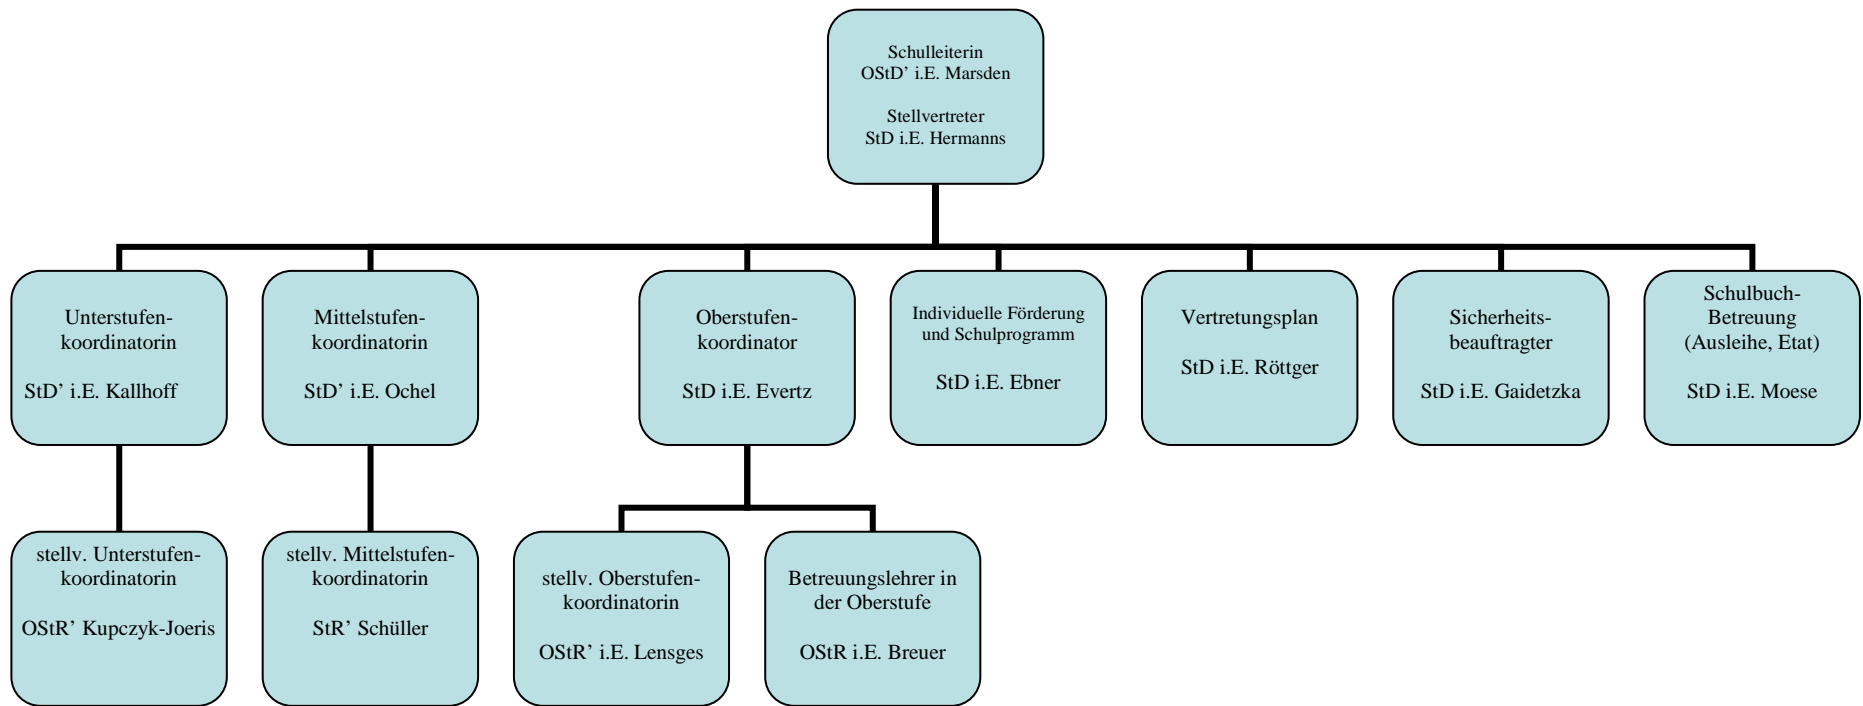 Schulleiterin
OStD’ i.E. Marsden
Stellvertreter
StD i.E. Hermanns
Unterstufen-
koordinatorin
StD’ i.E. Kallhoff
Mittelstufen-
koordinatorin
StD’ i.E. Ochel
Oberstufen-
koordinator
StD i.E. Evertz
Individuelle Förderung
und Schulprogramm
StD i.E. Ebner
Vertretungsplan
StD i.E. Röttger
Sicherheits-
beauftragter
StD i.E. Gaidetzka
Schulbuch-
Betreuung
(Ausleihe, Etat)
StD i.E. Moese
stellv. Unterstufen-
koordinatorin
OStR’ Kupczyk-Joeris
stellv. Mittelstufen-
koordinatorin
StR’ Schüller
stellv. Oberstufen-
koordinatorin
OStR’ i.E. Lensges
Betreuungslehrer in
der Oberstufe
OStR i.E. Breuer